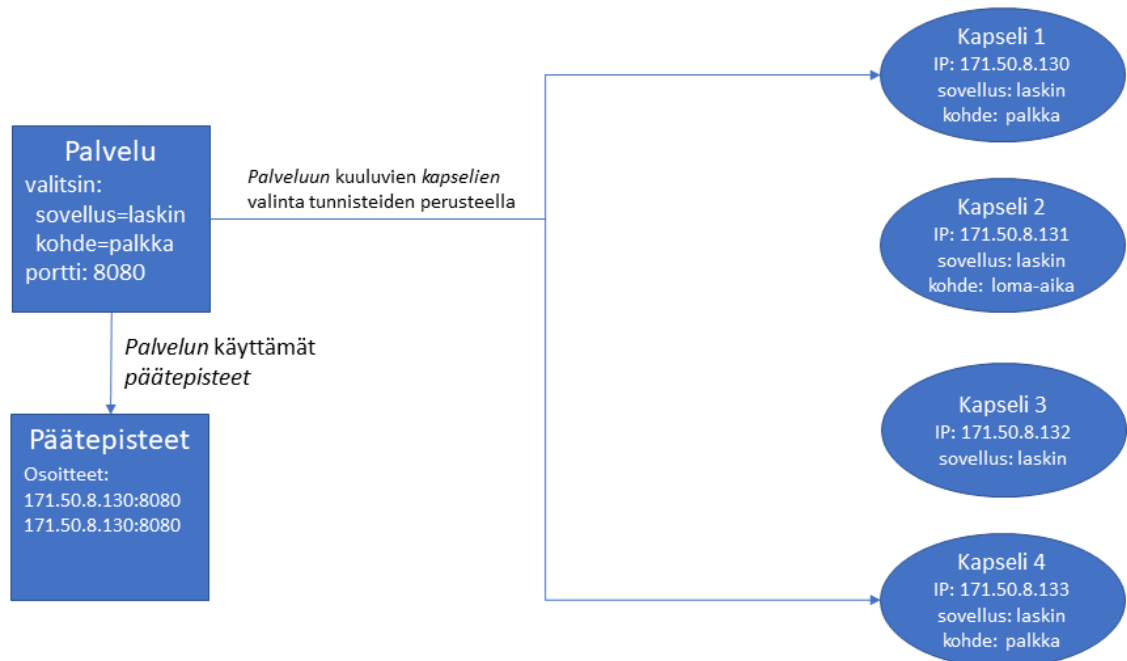 Palvelu
valitsin:
sovellus=laskin
kohde=palkka
portti: 8080
Palveluun kuuluvien kapselien
valinta tunnisteiden perusteella
Palvelun käyttämät
päätepisteet
Päätepisteet
Osoitteet:
171.50.8.130:8080
171.50.8.130:8080
Kapseli 1
IP: 171.50.8.130
sovellus: laskin
kohde: palkka
Kapseli 2
IP: 171.50.8.131
sovellus: laskin
kohde: loma-aika
Kapseli 3
IP: 171.50.8.132
sovellus: laskin
Kapseli 4
IP: 171.50.8.133
sovellus: laskin
kohde: palkka